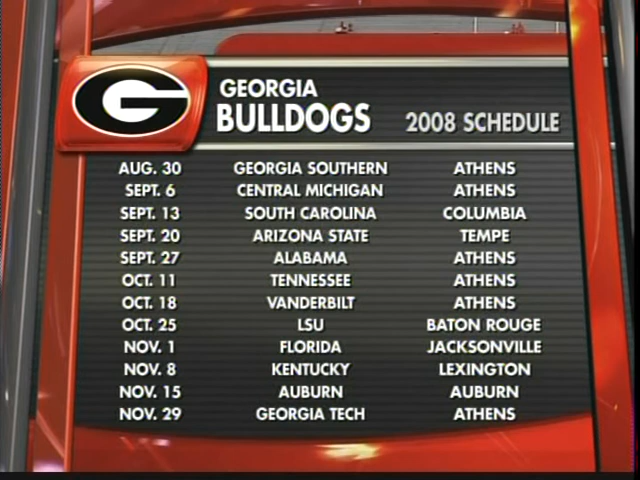 G
GEORGIA
BULLDOGS 2008 SCHEDULE
AUG. 30 GEORGIA SOUTHERN ATHENS
SEPT. 6 CENTRAL MICHIGAN ATHENS
SEPT. 13 SOUTH CAROLINA COLUMBIA
SEPT. 20 ARIZONA STATE TEMPE
SEPT. 27 ALABAMA ATHENS
OCT. 11 TENNESSEE ATHENS
OCT. 18 VANDERBILT ATHENS
OCT. 25 LSU BATON ROUGE
NOV. 1 FLORIDA JACKSONVILLE
NOV. 8 KENTUCKY LEXINGTON
NOV. 15 AUBURN AUBURN
NOV. 29 GEORGIA TECH ATHENS